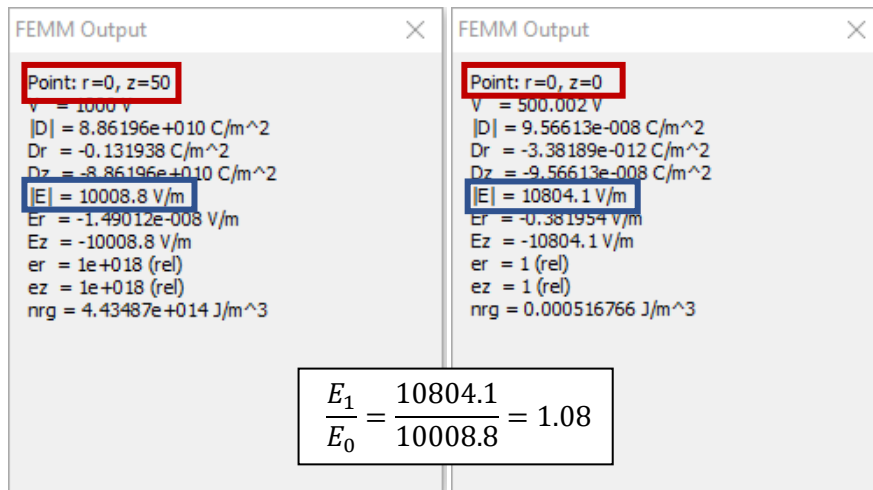 FEMM Output
Point: r=0, z=50
V = 1000 V
|D| = 8.86196e+010 C/m^2
Dr = -0.131938 C/m^2
Dz = -8.86196e+010 C/m^2
|E| = 10008.8 V/m
Er = -1.49012e-008 V/m
Ez = -10008.8 V/m
er = 1e+018 (rel)
ez = 1e+018 (rel)
nrg = 4.43487e+014 J/m^3
FEMM Output
Point: r=0, z=0
V = 500.002 V
|D| = 9.56613e-008 C/m^2
Dr = -3.38189e-012 C/m^2
Dz = -9.56613e-008 C/m^2
|E| = 10804.1 V/m
Er = -0.381954 V/m
Ez = -10804.1 V/m
er = 1 (rel)
ez = 1 (rel)
nrg = 0.000516766 J/m^3
E₁/E₀ = 10804.1/10008.8 = 1.08